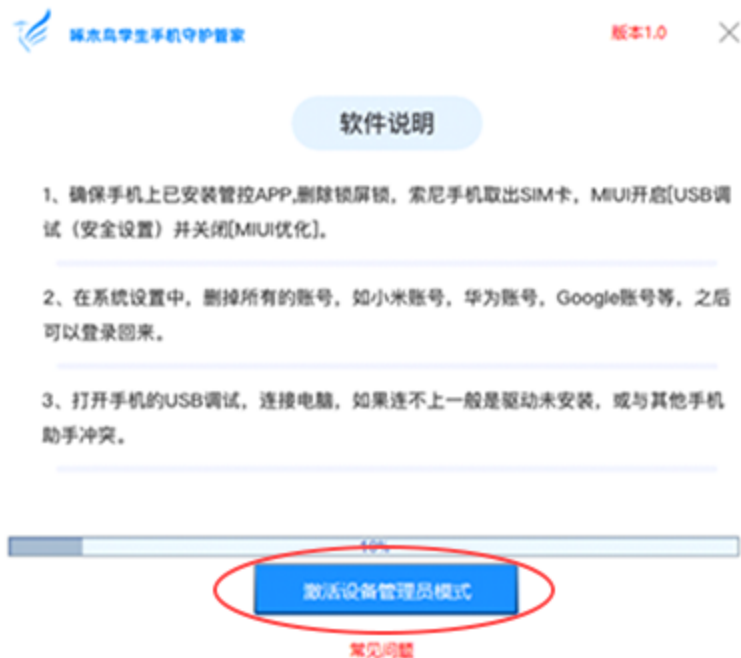 啄木鸟学生手机守护管家
版本1.0
软件说明
1、确保手机上已安装管控APP,删除锁屏锁，索尼手机取出SIM卡，MIUI开启[USB调
试（安全设置）并关闭[MIUI优化]。
2、在系统设置中，删掉所有的账号，如小米账号，华为账号，Google账号等，之后
可以登录回来。
3、打开手机的USB调试，连接电脑，如果连不上一般是驱动未安装，或与其他手机
助手冲突。
10%
激活设备管理员模式
常见问题